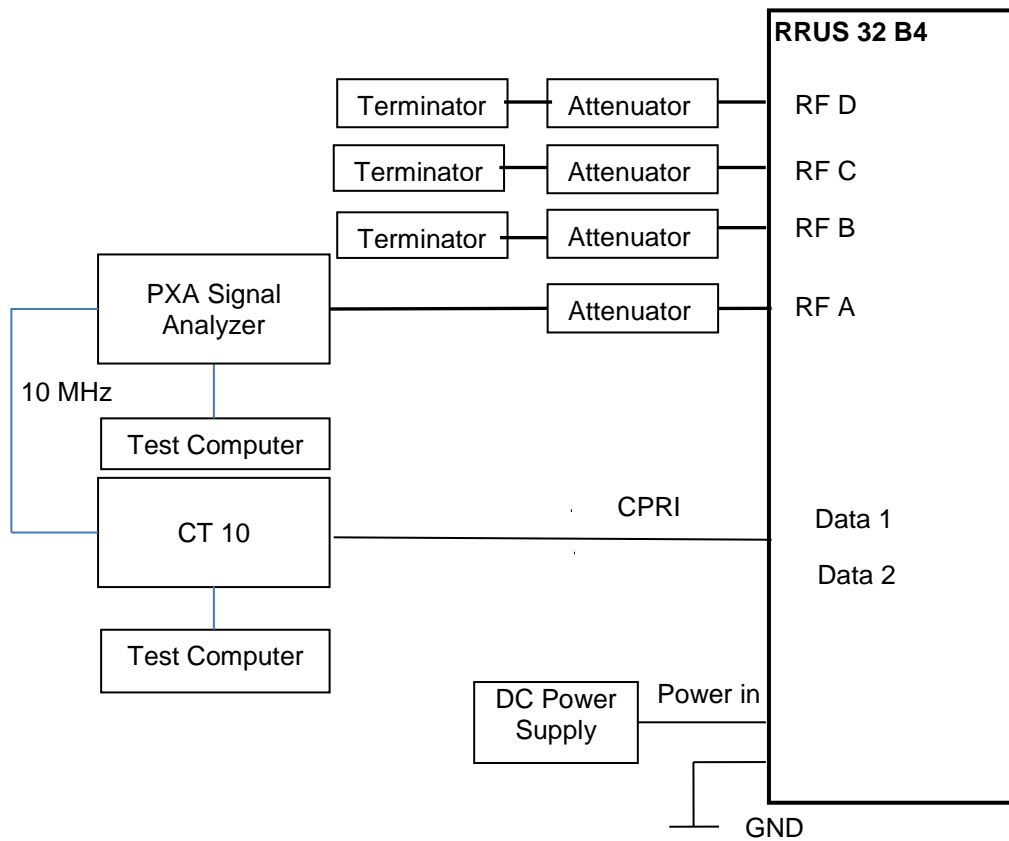 RRUS 32 B4
Terminator
Attenuator
RF D
Terminator
Attenuator
RF C
Terminator
Attenuator
RF B
PXA Signal
Analyzer
Attenuator
RF A
10 MHz
Test Computer
CT 10
CPRI
Data 1
Data 2
Test Computer
DC Power
Supply
Power in
GND